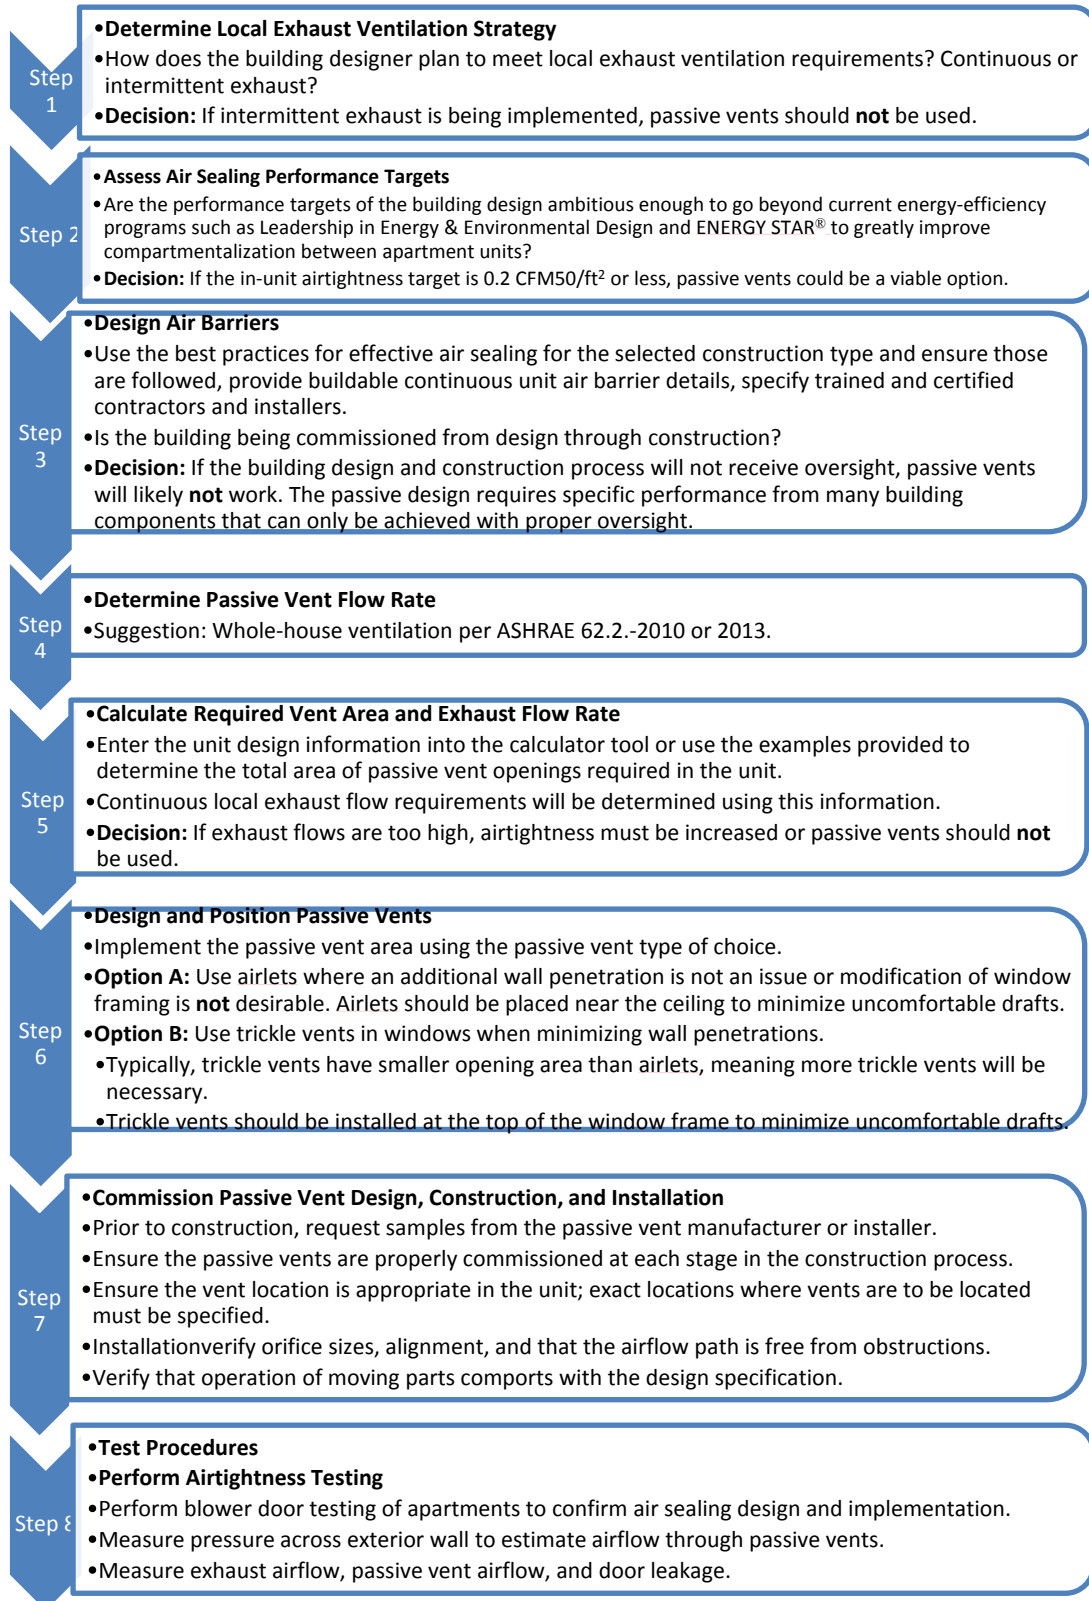 Step
1
•Determine Local Exhaust Ventilation Strategy
•How does the building designer plan to meet local exhaust ventilation requirements? Continuous or
intermittent exhaust?
•Decision: If intermittent exhaust is being implemented, passive vents should not be used.
Step 2
•Assess Air Sealing Performance Targets
•Are the performance targets of the building design ambitious enough to go beyond current energy-efficiency
programs such as Leadership in Energy & Environmental Design and ENERGY STAR® to greatly improve
compartmentalization between apartment units?
•Decision: If the in-unit airtightness target is 0.2 CFM50/ft² or less, passive vents could be a viable option.
Step
3
•Design Air Barriers
•Use the best practices for effective air sealing for the selected construction type and ensure those
are followed, provide buildable continuous unit air barrier details, specify trained and certified
contractors and installers.
•Is the building being commissioned from design through construction?
•Decision: If the building design and construction process will not receive oversight, passive vents
will likely not work. The passive design requires specific performance from many building
components that can only be achieved with proper oversight.
Step
4
•Determine Passive Vent Flow Rate
•Suggestion: Whole-house ventilation per ASHRAE 62.2.-2010 or 2013.
Step
5
•Calculate Required Vent Area and Exhaust Flow Rate
•Enter the unit design information into the calculator tool or use the examples provided to
determine the total area of passive vent openings required in the unit.
•Continuous local exhaust flow requirements will be determined using this information.
•Decision: If exhaust flows are too high, airtightness must be increased or passive vents should not
be used.
Step
6
•Design and Position Passive Vents
•Implement the passive vent area using the passive vent type of choice.
•Option A: Use airlets where an additional wall penetration is not an issue or modification of window
framing is not desirable. Airlets should be placed near the ceiling to minimize uncomfortable drafts.
•Option B: Use trickle vents in windows when minimizing wall penetrations.
•Typically, trickle vents have smaller opening area than airlets, meaning more trickle vents will be
necessary.
•Trickle vents should be installed at the top of the window frame to minimize uncomfortable drafts.
Step
7
•Commission Passive Vent Design, Construction, and Installation
•Prior to construction, request samples from the passive vent manufacturer or installer.
•Ensure the passive vents are properly commissioned at each stage in the construction process.
•Ensure the vent location is appropriate in the unit; exact locations where vents are to be located
must be specified.
•Installationverify orifice sizes, alignment, and that the airflow path is free from obstructions.
•Verify that operation of moving parts comports with the design specification.
Step 8
•Test Procedures
•Perform Airtightness Testing
•Perform blower door testing of apartments to confirm air sealing design and implementation.
•Measure pressure across exterior wall to estimate airflow through passive vents.
•Measure exhaust airflow, passive vent airflow, and door leakage.